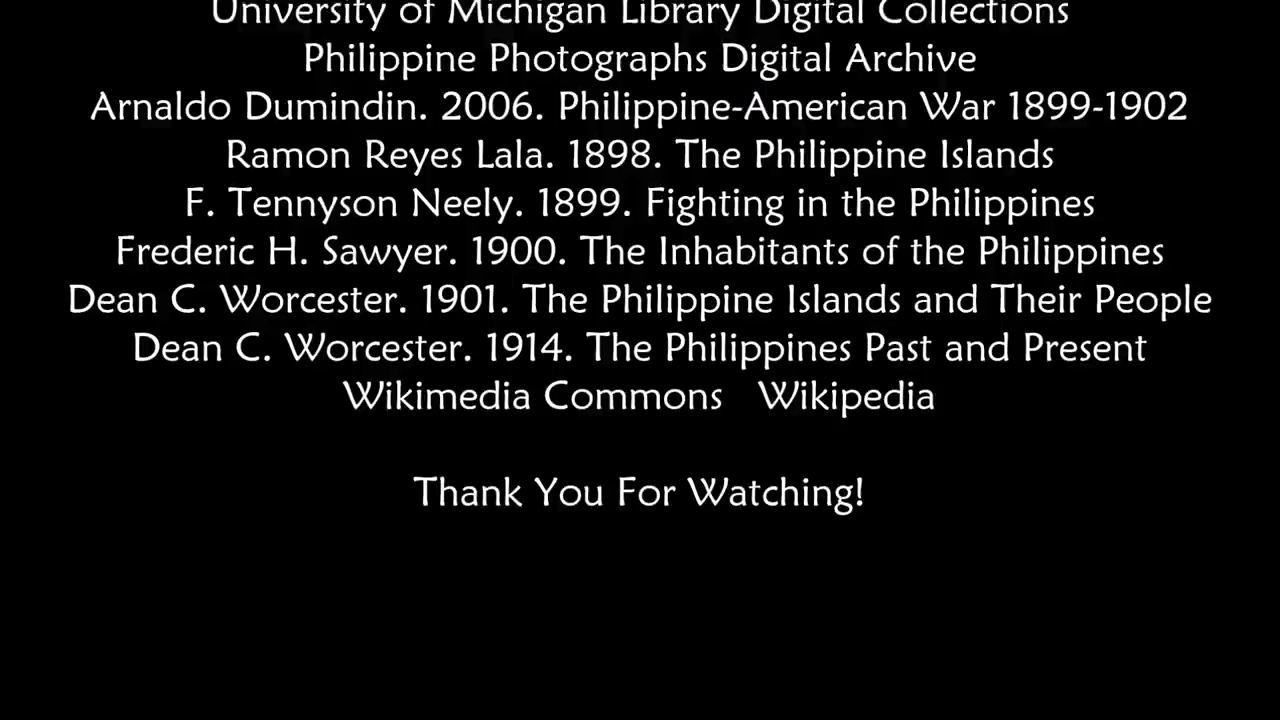 University of Michigan Library Digital Collections
Philippine Photographs Digital Archive
Arnaldo Dumindin. 2006. Philippine-American War 1899-1902
Ramon Reyes Lala. 1898. The Philippine Islands
F. Tennyson Neely. 1899. Fighting in the Philippines
Frederic H. Sawyer. 1900. The Inhabitants of the Philippines
Dean C. Worcester. 1901. The Philippine Islands and Their People
Dean C. Worcester. 1914. The Philippines Past and Present
Wikimedia Commons Wikipedia
Thank You For Watching!